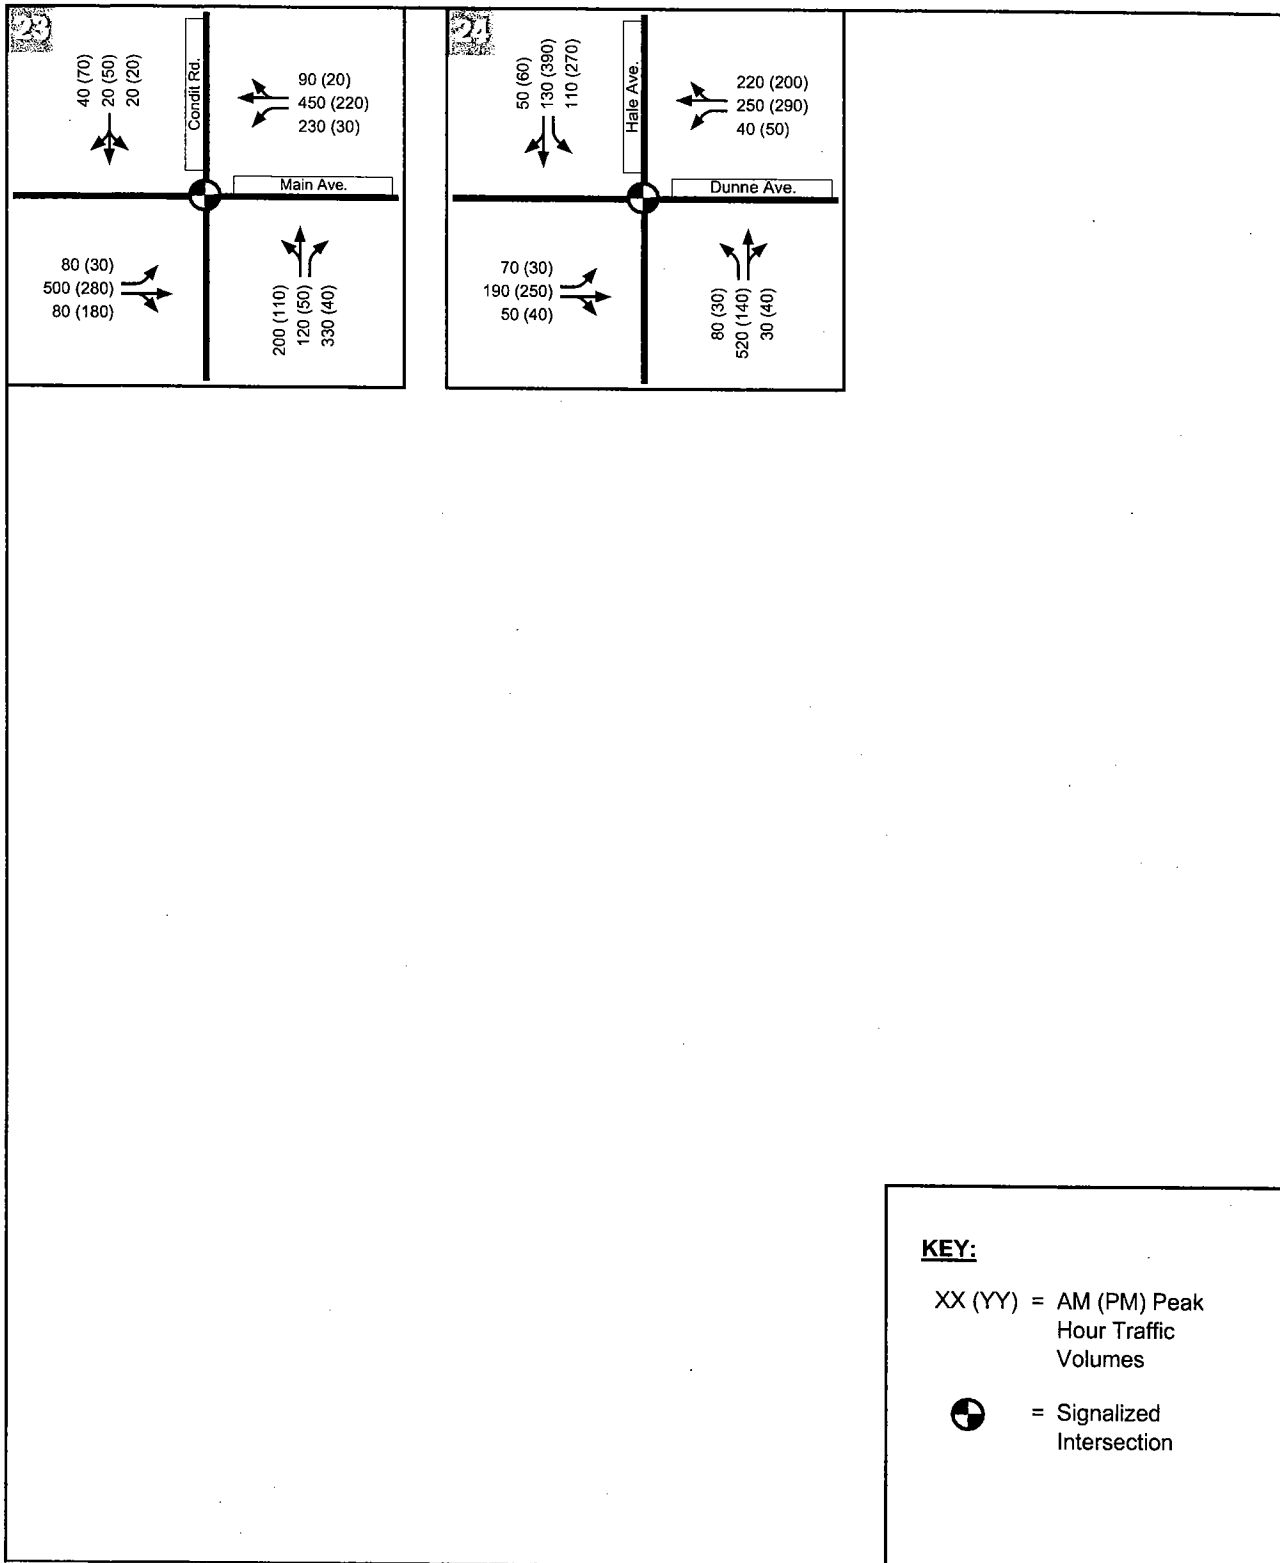 23
40 (70)
20 (50)
20 (20)
Condit Rd.
90 (20)
450 (220)
230 (30)
Main Ave.
80 (30)
500 (280)
80 (180)
200 (110)
120 (50)
330 (40)
24
50 (60)
130 (390)
110 (270)
Hale Ave.
220 (200)
250 (290)
40 (50)
Dunne Ave.
70 (30)
190 (250)
50 (40)
80 (30)
520 (140)
30 (40)
KEY:
XX (YY) = AM (PM) Peak
Hour Traffic
Volumes
= Signalized
Intersection